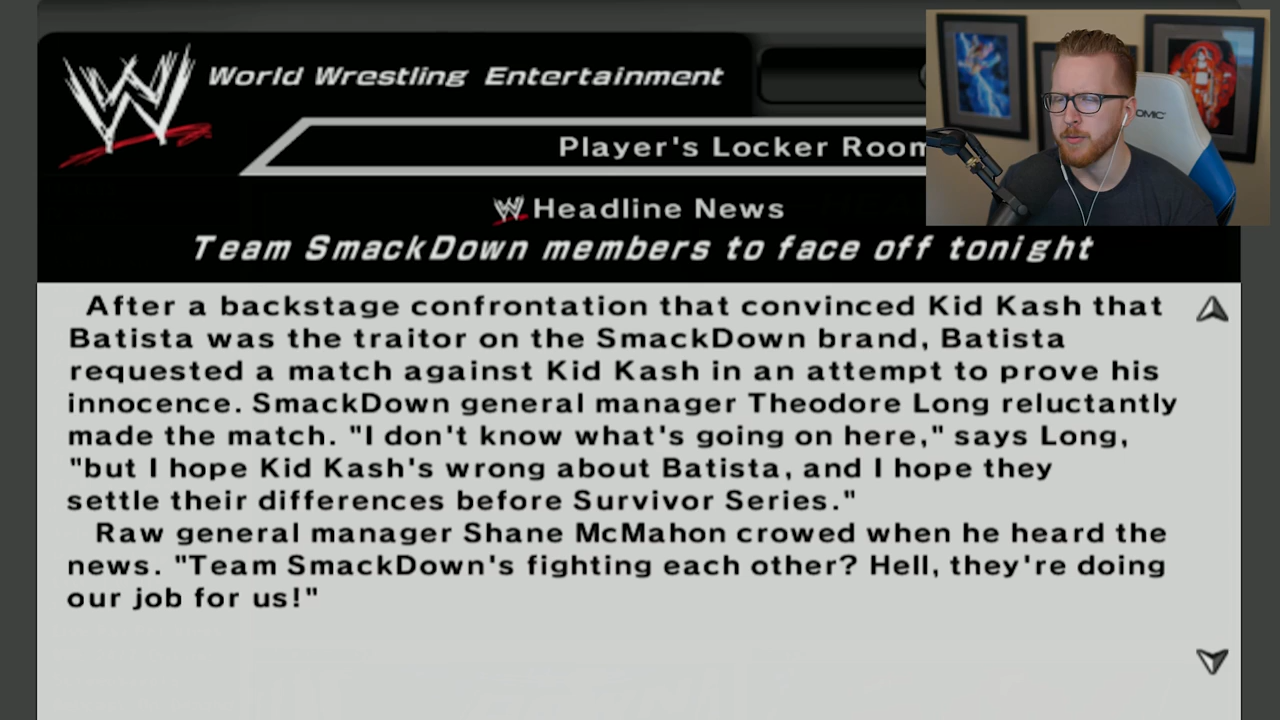 World Wrestling Entertainment
Player's Locker Room
Headline News
Team SmackDown members to face off tonight
After a backstage confrontation that convinced Kid Kash that
Batista was the traitor on the SmackDown brand, Batista
requested a match against Kid Kash in an attempt to prove his
innocence. SmackDown general manager Theodore Long reluctantly
made the match. "I don't know what's going on here," says Long,
"but I hope Kid Kash's wrong about Batista, and I hope they
settle their differences before Survivor Series."
Raw general manager Shane McMahon crowed when he heard the
news. "Team SmackDown's fighting each other? Hell, they're doing
our job for us!"